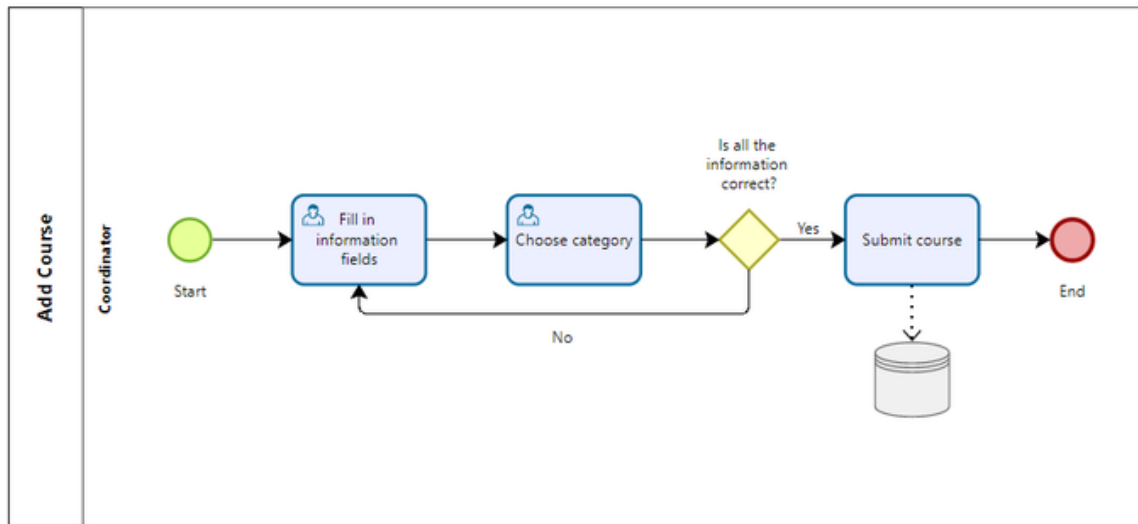 Add Course
Coordinator
Start
Fill in
information
fields
Choose category
Is all the
information
correct?
Yes
No
Submit course
End